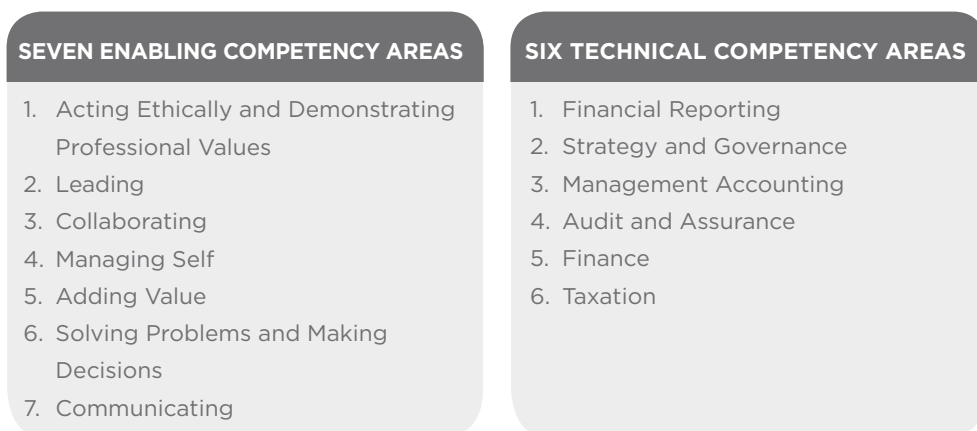 SEVEN ENABLING COMPETENCY AREAS
1. Acting Ethically and Demonstrating
Professional Values
2. Leading
3. Collaborating
4. Managing Self
5. Adding Value
6. Solving Problems and Making
Decisions
7. Communicating
SIX TECHNICAL COMPETENCY AREAS
1. Financial Reporting
2. Strategy and Governance
3. Management Accounting
4. Audit and Assurance
5. Finance
6. Taxation